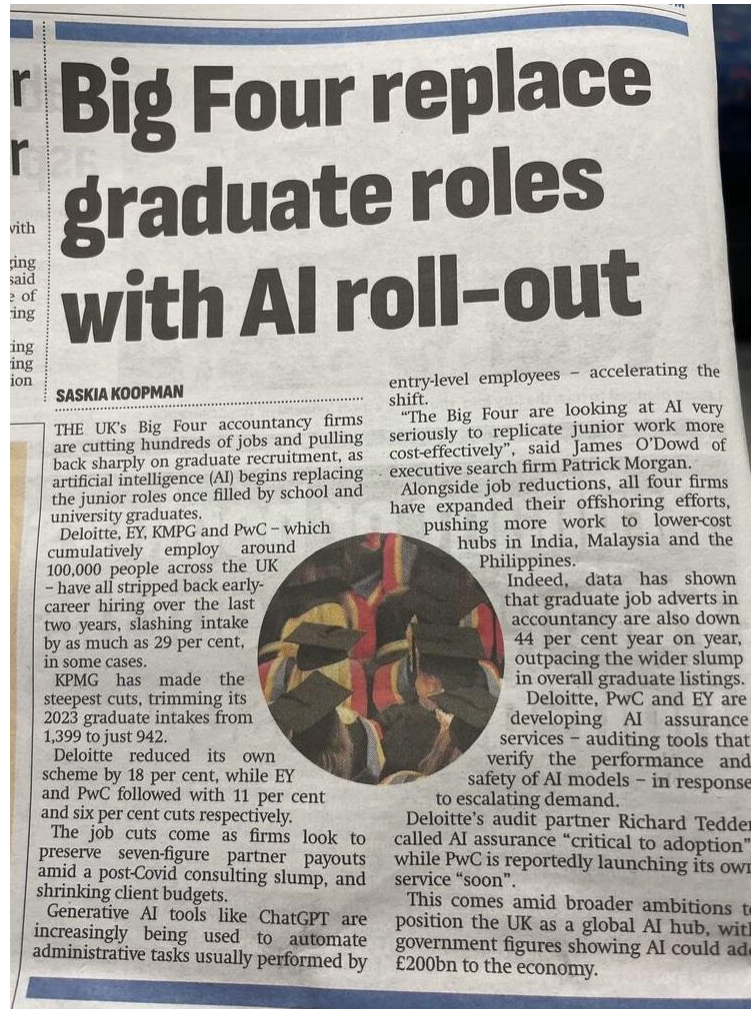 Big Four replace
graduate roles
with AI roll-out
SASKIA KOOPMAN
THE UK's Big Four accountancy firms
are cutting hundreds of jobs and pulling
back sharply on graduate recruitment, as
artificial intelligence (AI) begins replacing
the junior roles once filled by school and
university graduates.
Deloitte, EY, KMPG and PwC – which
cumulatively employ around
100,000 people across the UK
– have all stripped back early-
career hiring over the last
two years, slashing intake
by as much as 29 per cent,
in some cases.
KPMG has made the
steepest cuts, trimming its
2023 graduate intakes from
1,399 to just 942.
Deloitte reduced its own
scheme by 18 per cent, while EY
and PwC followed with 11 per cent
and six per cent cuts respectively.
The job cuts come as firms look to
preserve seven-figure partner payouts
amid a post-Covid consulting slump, and
shrinking client budgets.
Generative AI tools like ChatGPT are
increasingly being used to automate
administrative tasks usually performed by
entry-level employees – accelerating the
shift.
“The Big Four are looking at AI very
seriously to replicate junior work more
cost-effectively”, said James O’Dowd of
executive search firm Patrick Morgan.
Alongside job reductions, all four firms
have expanded their offshoring efforts,
pushing more work to lower-cost
hubs in India, Malaysia and the
Philippines.
Indeed, data has shown
that graduate job adverts in
accountancy are also down
44 per cent year on year,
outpacing the wider slump
in overall graduate listings.
Deloitte, PwC and EY are
developing AI assurance
services – auditing tools that
verify the performance and
safety of AI models – in response
to escalating demand.
Deloitte’s audit partner Richard Tedder
called AI assurance “critical to adoption”
while PwC is reportedly launching its own
service “soon”.
This comes amid broader ambitions
position the UK as a global AI hub,
government figures showing AI could
£200bn to the economy.